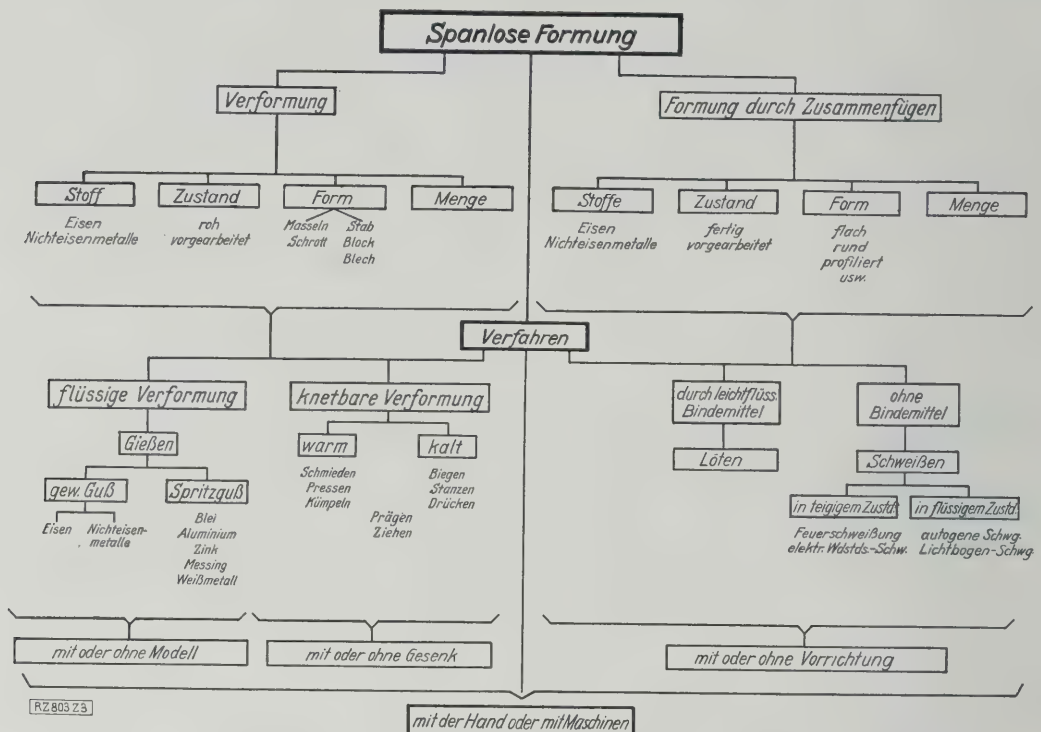 Spanlose Formung
Verformung
Formung durch Zusammenfügen
Stoff
Zustand
Form
Menge
Eisen
Nichteisenmetalle
roh
vorgearbeitet
Masseln
Schrott
Stab
Block
Blech
Stoffe
Zustand
Form
Menge
Eisen
Nichteisenmetalle
fertig
vorgearbeitet
flach
rund
profiliert
usw.
Verfahren
flüssige Verformung
knetbare Verformung
durch leichtflüss.
Bindemittel
ohne
Bindemittel
Gießen
warm
kalt
Löten
Schweißen
gew. Guß
Spritzguß
Schmieden
Pressen
Kümpeln
Biegen
Stanzen
Drücken
Prägen
Ziehen
in teigigem Zustd.
in flüssigem Zustd.
Eisen
Nichteisen-
metalle
Blei
Aluminium
Zink
Messing
Weißmetall
Feuerschweißung
elektr. Wdstds.-Schw.
autogene Schwg.
Lichtbogen-Schwg.
mit oder ohne Modell
mit oder ohne Gesenk
mit oder ohne Vorrichtung
RZ803 Z3
mit der Hand oder mit Maschinen